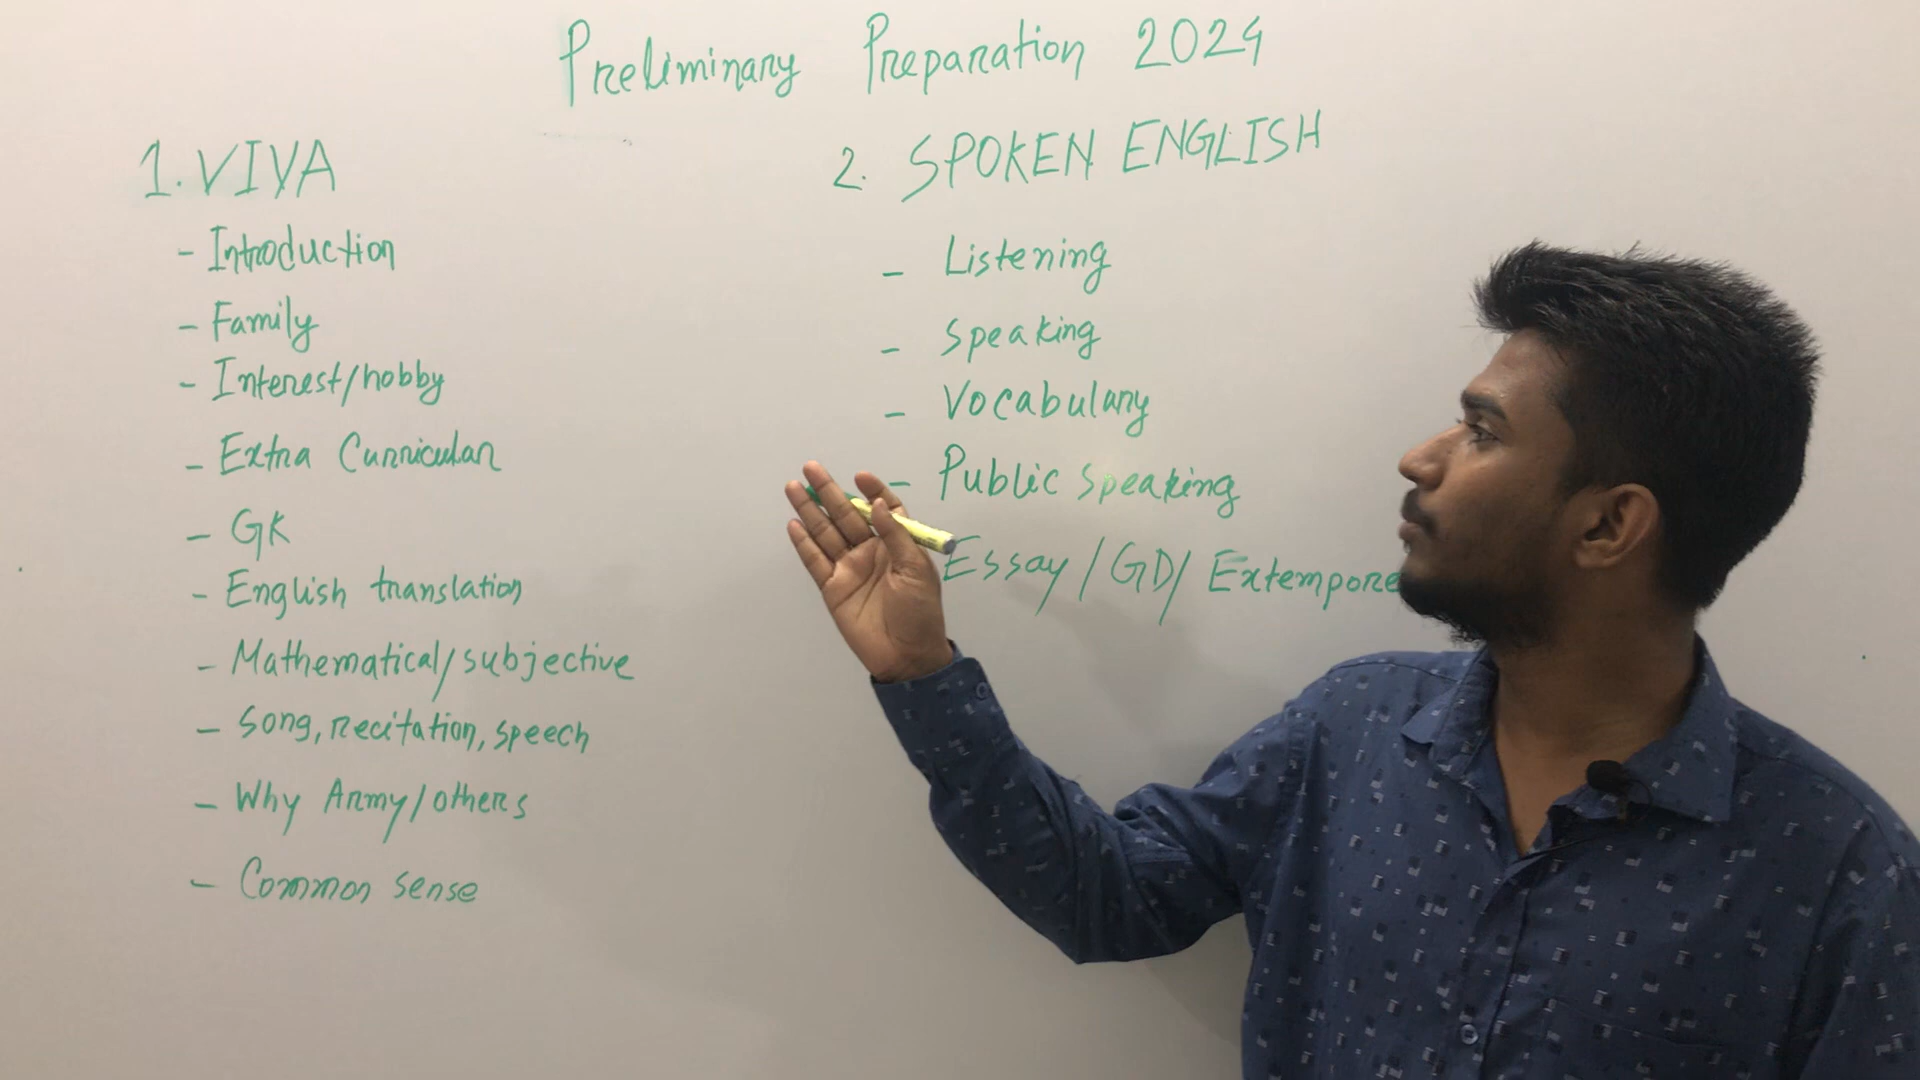 Preliminary Preparation 2024
1. VIVA
- Introduction
- Family
- Interest/hobby
- Extra Curricular
- GK
- English translation
- Mathematical/subjective
- Song, recitation, speech
- Why Army/others
- Common sense
2. SPOKEN ENGLISH
- Listening
- Speaking
- Vocabulary
- Public Speaking
Essay/GD/Extempore